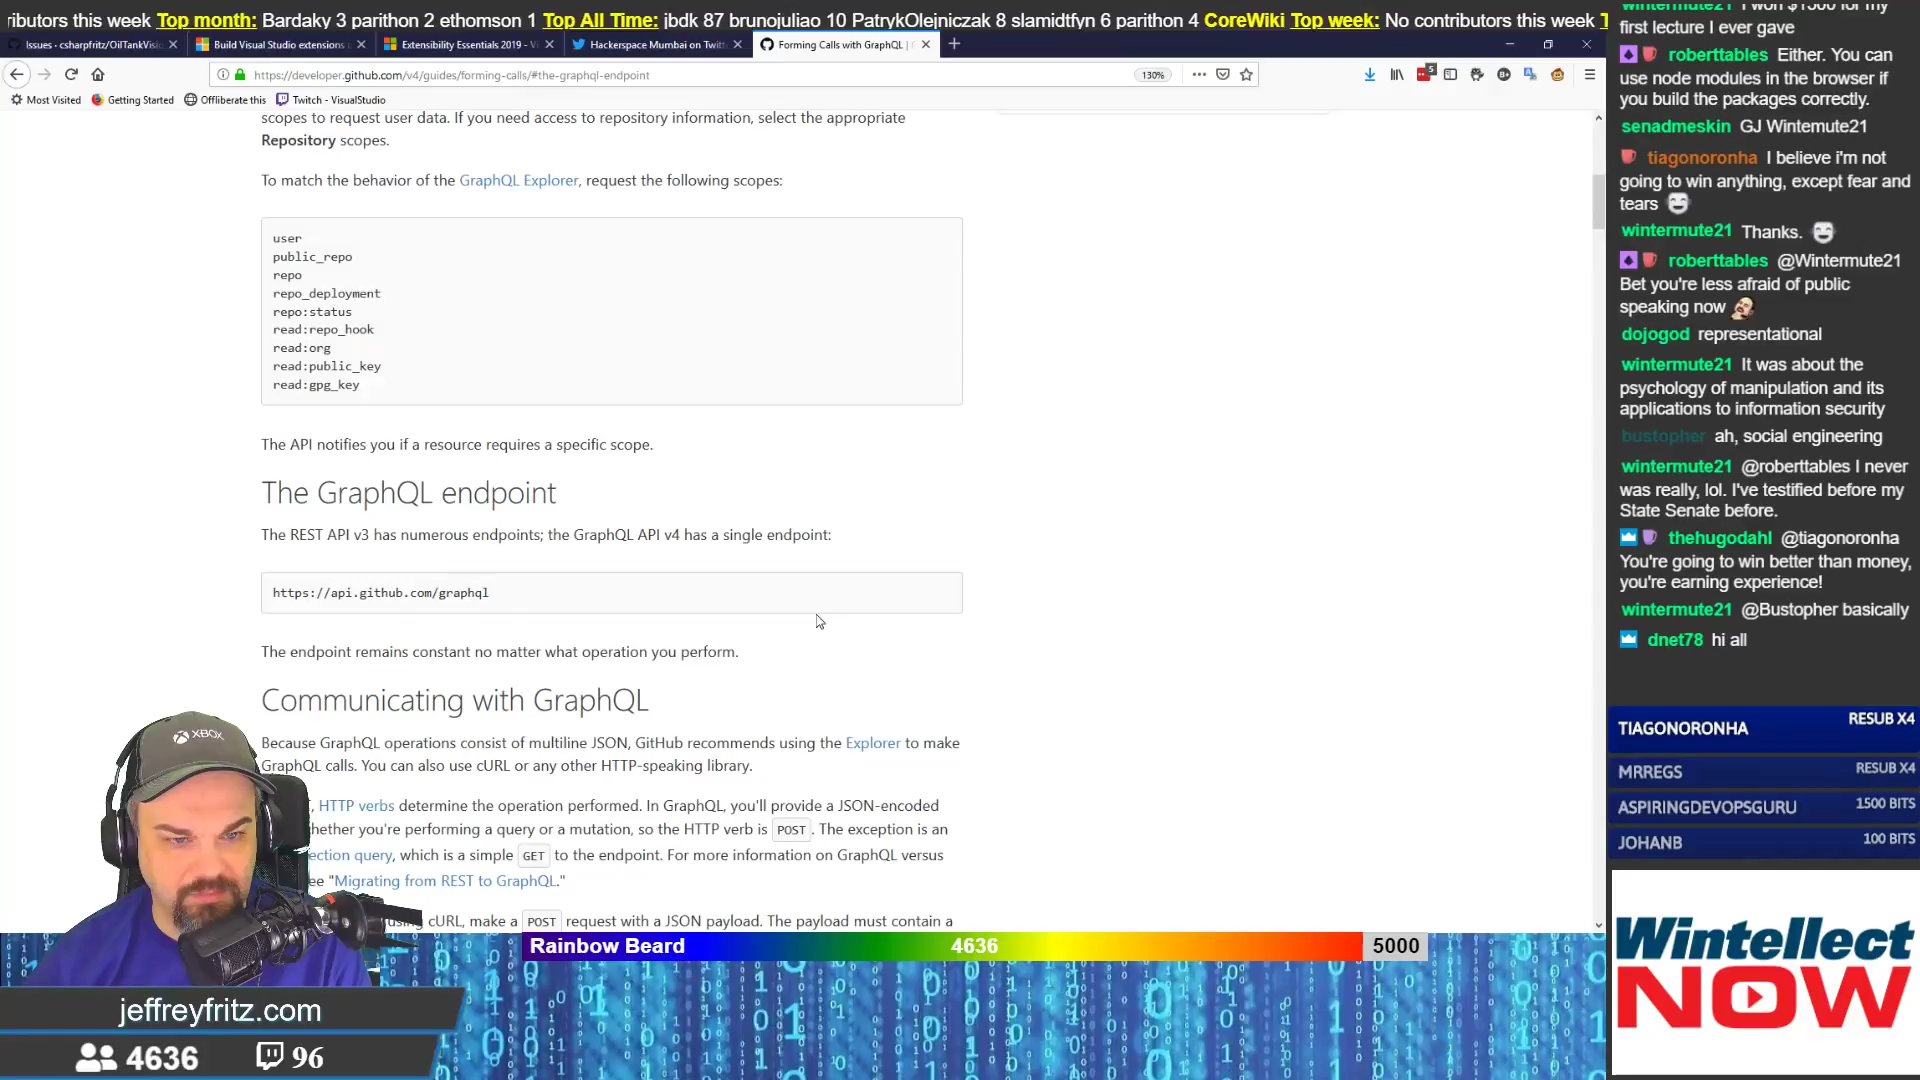 ributors this week Top month: Bardaky 3 parithon 2 ethomson 1 Top All Time: jbdk 87 brunojuliao 10 PatrykOlejniczak 8 slamidtfyn 6 parithon 4 CoreWiki Top week: No contributors this week
Issues · csharpfritz/OilTankVisi
Build Visual Studio extensions u
Extensibility Essentials 2019 - Vi
Hackerspace Mumbai on Twitt
Forming Calls with GraphQL |
https://developer.github.com/v4/guides/forming-calls/#the-graphql-endpoint
130%
5
Most Visited
Getting Started
Offliberate this
Twitch - VisualStudio
scopes to request user data. If you need access to repository information, select the appropriate
Repository scopes.
To match the behavior of the GraphQL Explorer, request the following scopes:
user
public_repo
repo
repo_deployment
repo:status
read:repo_hook
read:org
read:public_key
read:gpg_key
The API notifies you if a resource requires a specific scope.
The GraphQL endpoint
The REST API v3 has numerous endpoints; the GraphQL API v4 has a single endpoint:
https://api.github.com/graphql
The endpoint remains constant no matter what operation you perform.
Communicating with GraphQL
Because GraphQL operations consist of multiline JSON, GitHub recommends using the Explorer to make
GraphQL calls. You can also use cURL or any other HTTP-speaking library.
HTTP verbs determine the operation performed. In GraphQL, you'll provide a JSON-encoded
hether you're performing a query or a mutation, so the HTTP verb is POST. The exception is an
ection query, which is a simple GET to the endpoint. For more information on GraphQL versus
ee "Migrating from REST to GraphQL."
cURL, make a POST request with a JSON payload. The payload must contain a
wintermute21 I won $1500 for my
first lecture I ever gave
roberttables Either. You can
use node modules in the browser if
you build the packages correctly.
senadmeskin GJ Wintemute21
tiagonoronha I believe i'm not
going to win anything, except fear and
tears
wintermute21 Thanks.
roberttables @Wintermute21
Bet you're less afraid of public
speaking now
dojogod representational
wintermute21 It was about the
psychology of manipulation and its
applications to information security
bustopher ah, social engineering
wintermute21 @roberttables I never
was really, lol. I've testified before my
State Senate before.
thehugodahl @tiagonoronha
You're going to win better than money,
you're earning experience!
wintermute21 @Bustopher basically
dnet78 hi all
TIAGONORONHA RESUB X4
MRREGS RESUB X4
ASPIRINGDEVOPSGURU 1500 BITS
JOHANB 100 BITS
Wintellect
NOW
XBOX
Rainbow Beard 4636 5000
jeffreyfritz.com
4636 96